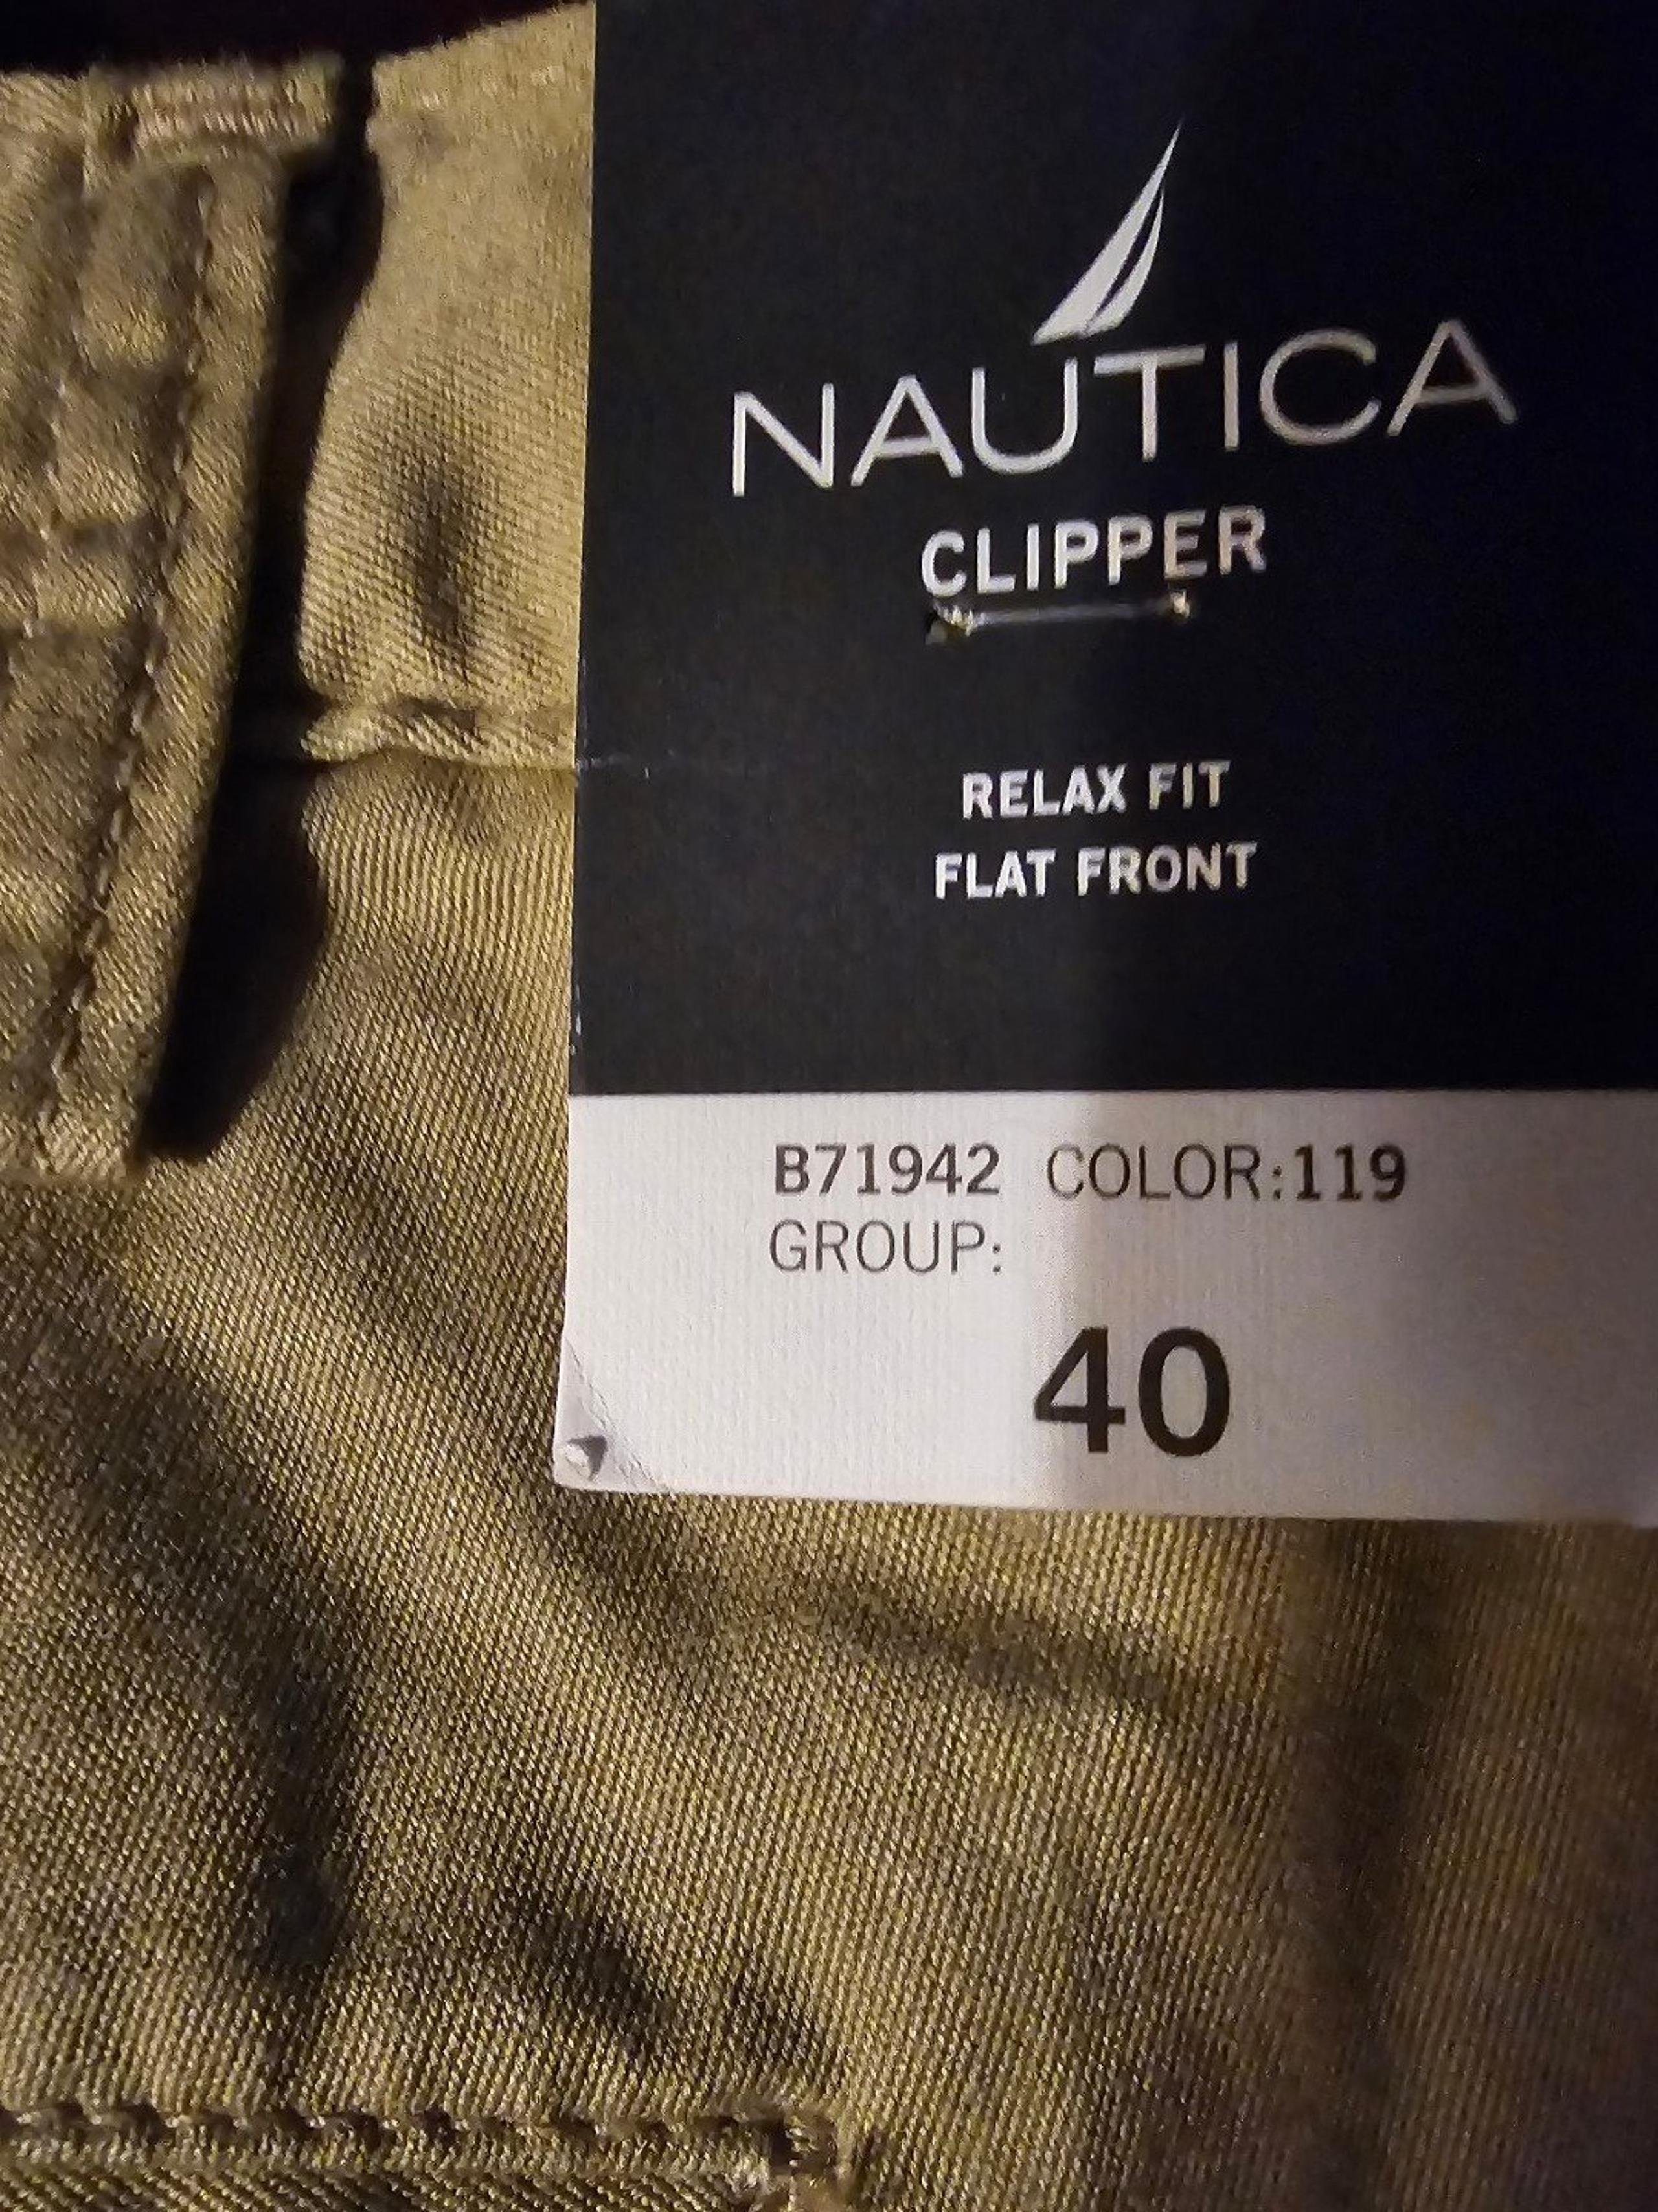 NAUTICA
CLIPPER
RELAX FIT
FLAT FRONT
B71942 COLOR:119
GROUP:
40